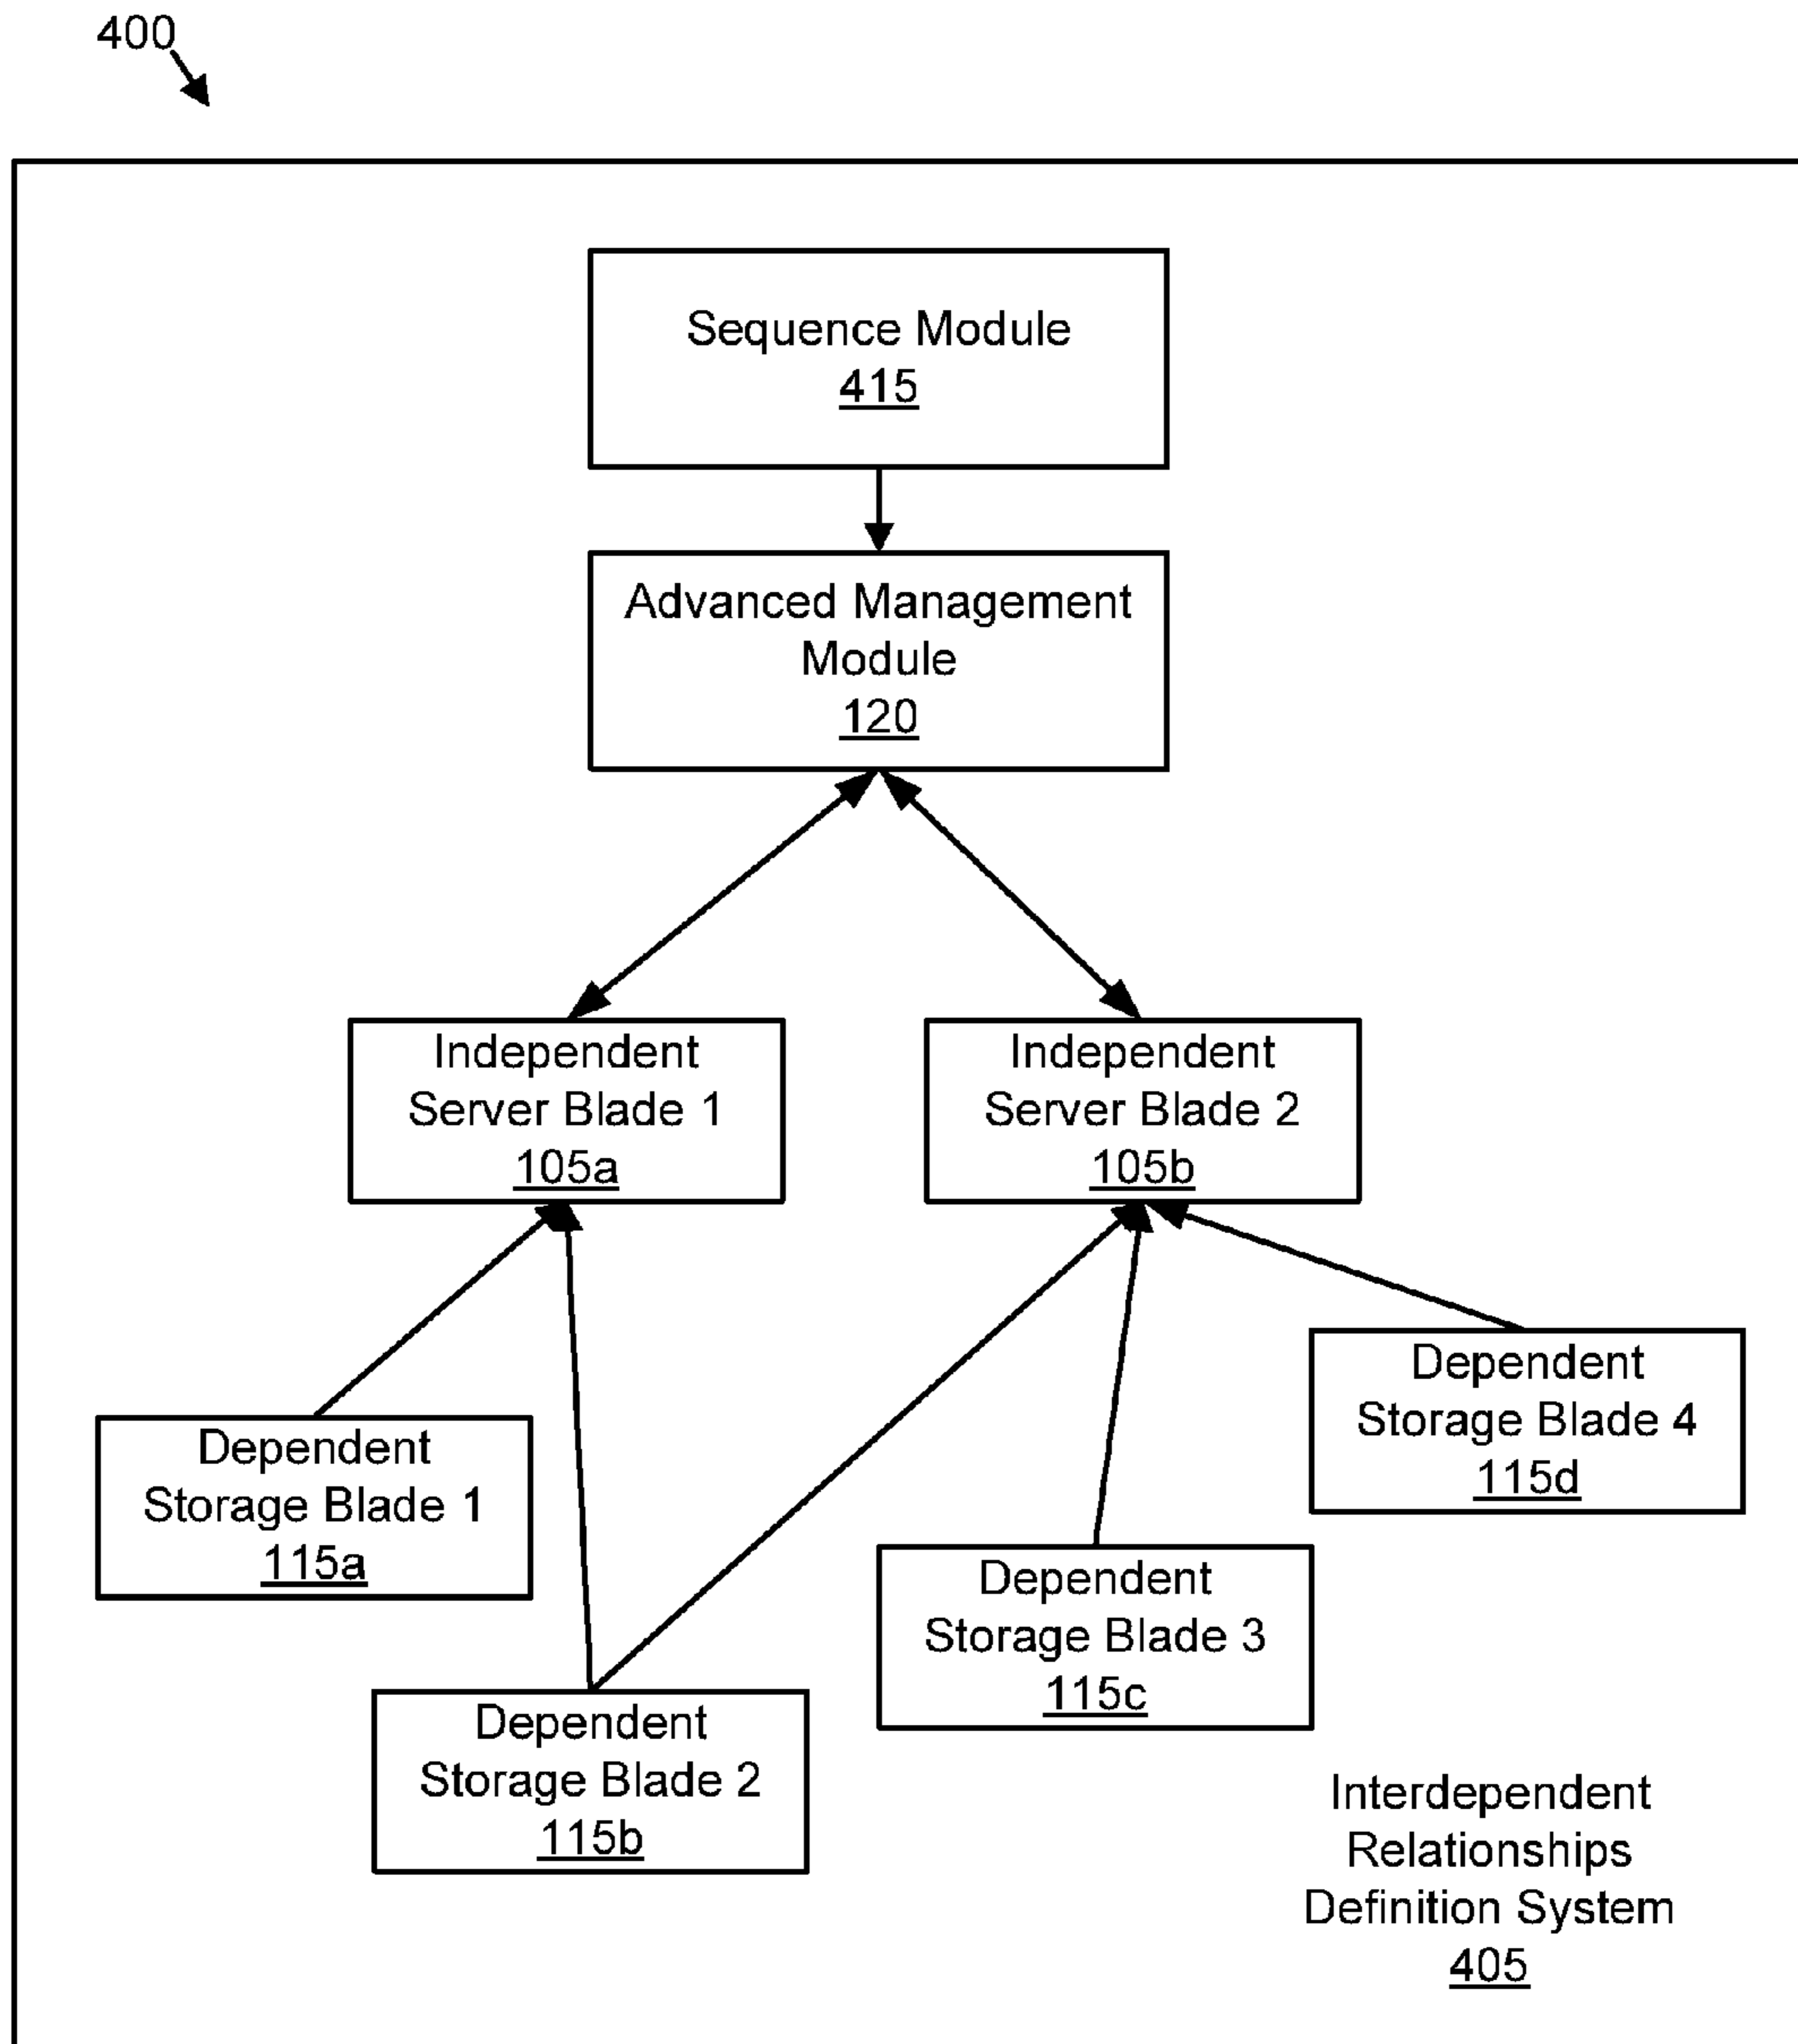 400
Sequence Module
415
Advanced Management
Module
120
Independent
Server Blade 1
105a
Independent
Server Blade 2
105b
Dependent
Storage Blade 4
115d
Dependent
Storage Blade 1
115a
Dependent
Storage Blade 3
115c
Dependent
Storage Blade 2
115b
Interdependent
Relationships
Definition System
405